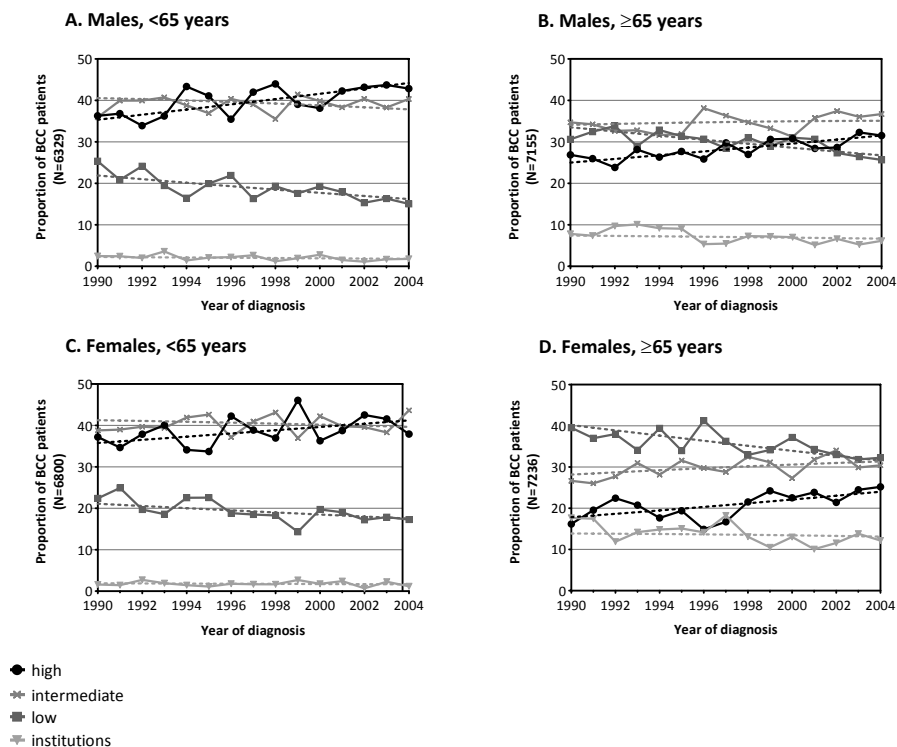 A. Males, <65 years
Proportion of BCC patients
(N=6329)
50
40
30
20
10
0
1990 1992 1994 1996 1998 2000 2002 2004
Year of diagnosis
B. Males, ≥65 years
Proportion of BCC patients
(N=7155)
50
40
30
20
10
0
1990 1992 1994 1996 1998 2000 2002 2004
Year of diagnosis
C. Females, <65 years
Proportion of BCC patients
(N=6800)
50
40
30
20
10
0
1990 1992 1994 1996 1998 2000 2002 2004
Year of diagnosis
D. Females, ≥65 years
Proportion of BCC patients
(N=7236)
50
40
30
20
10
0
1990 1992 1994 1996 1998 2000 2002 2004
Year of diagnosis
high
intermediate
low
institutions